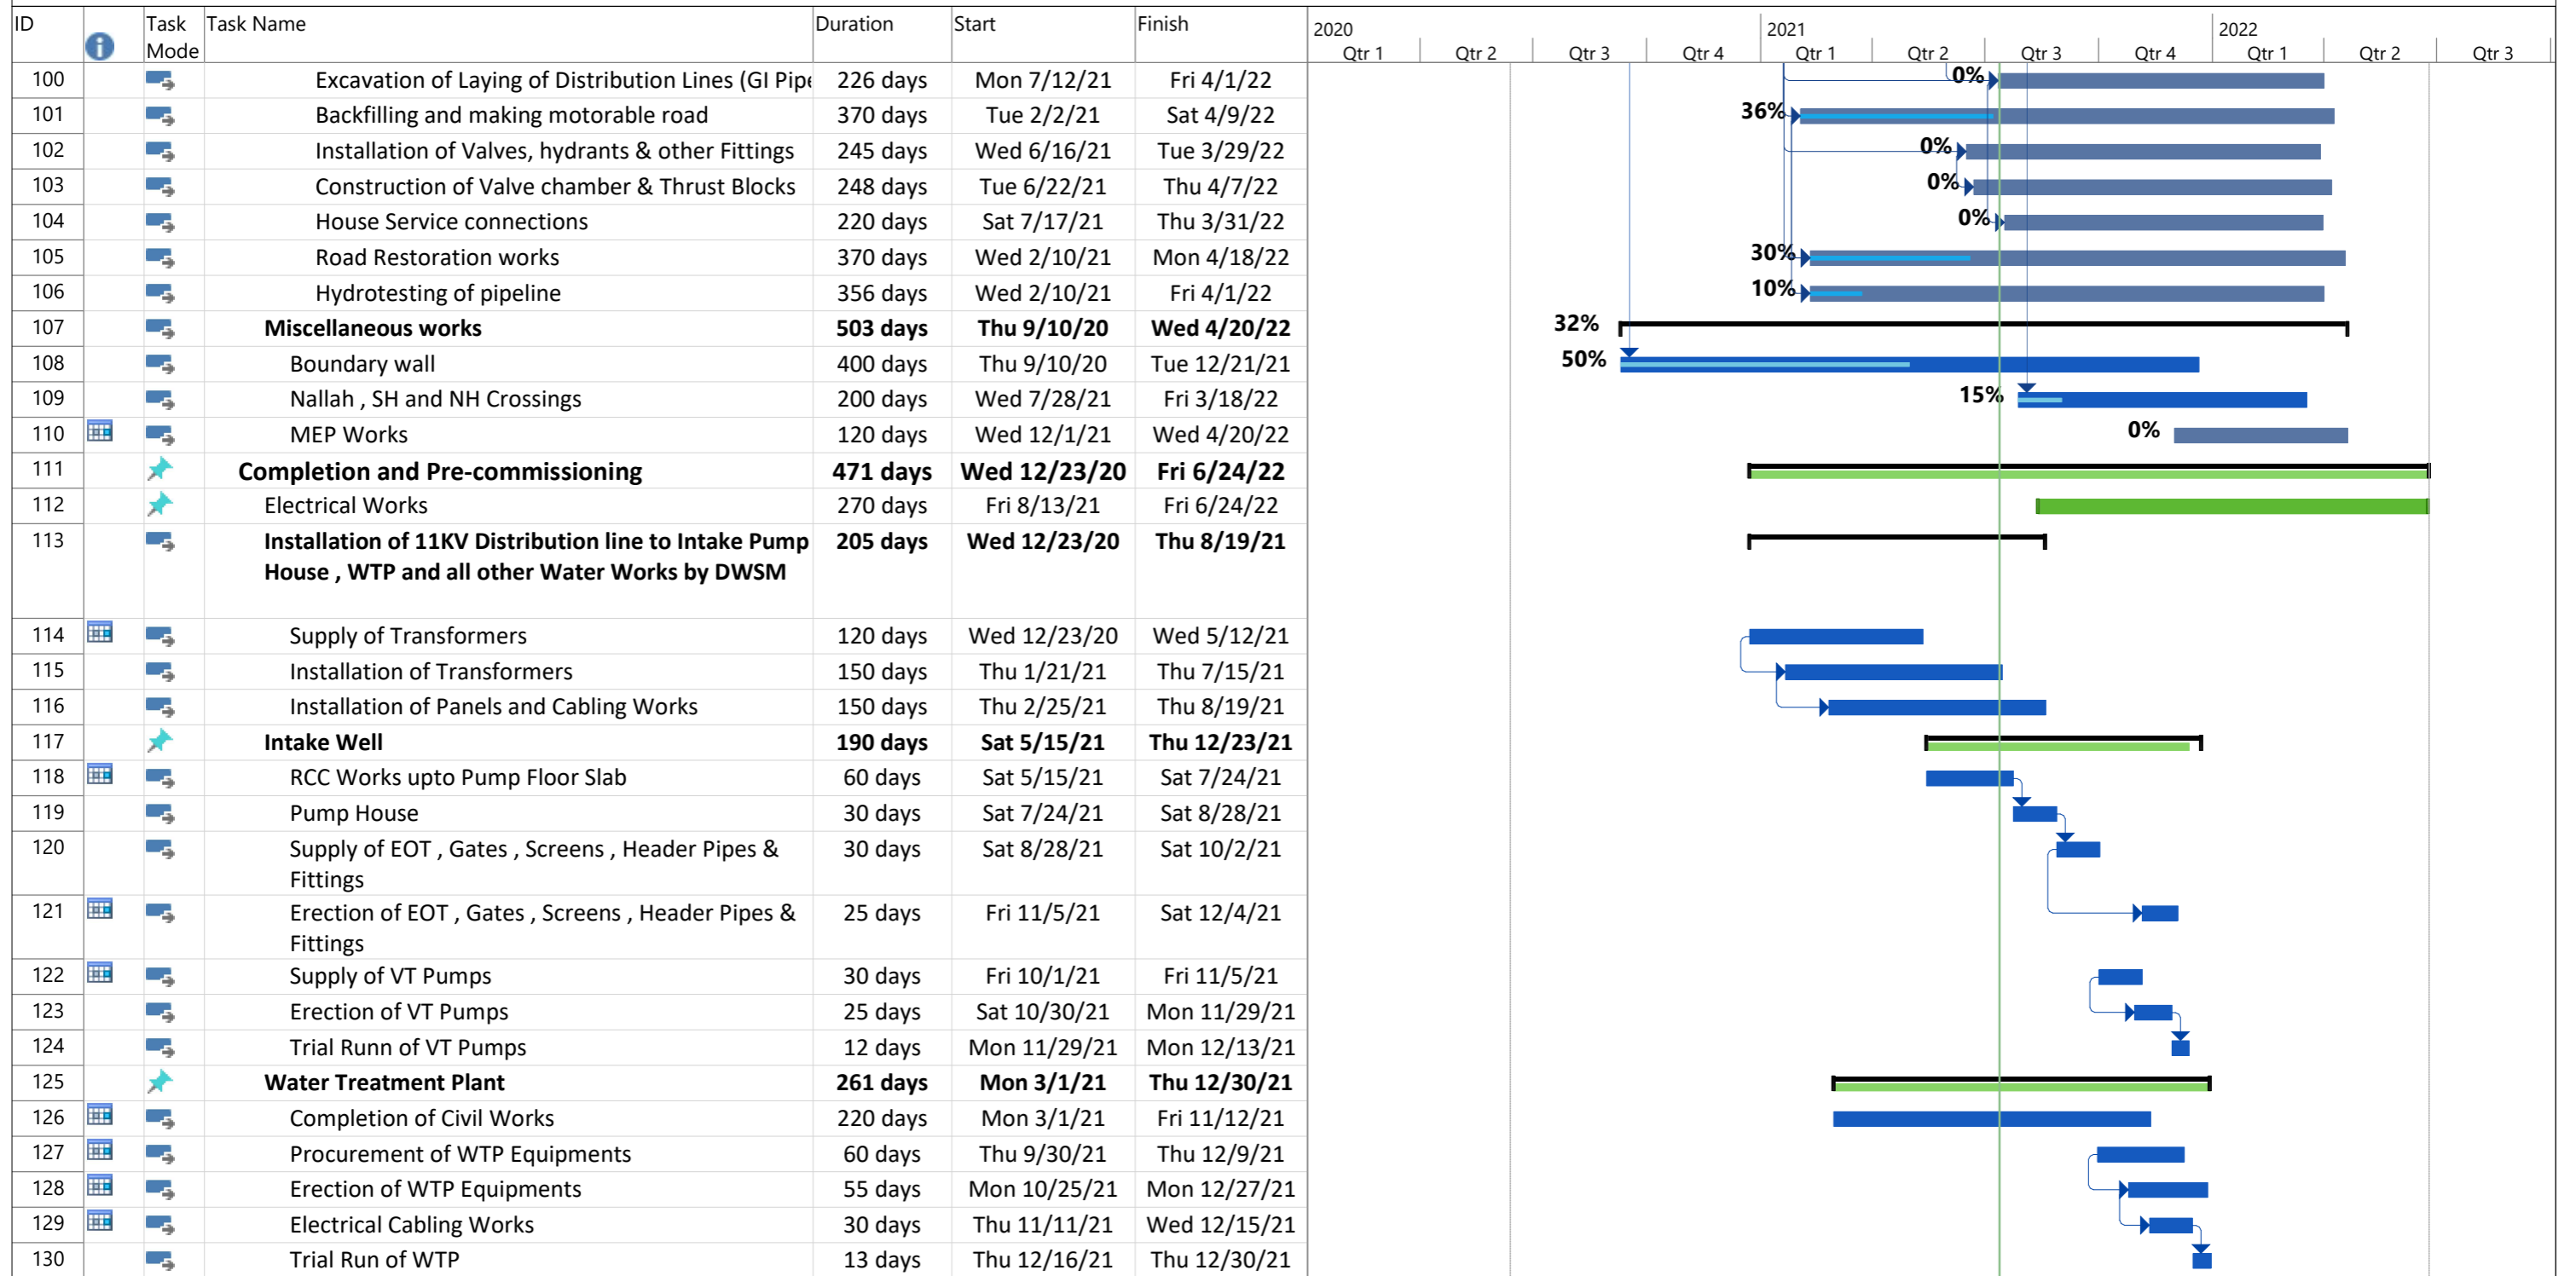 ID Task Mode Task Name Duration Start Finish
2020 2021 2022
Qtr 1 Qtr 2 Qtr 3 Qtr 4 Qtr 1 Qtr 2 Qtr 3 Qtr 4 Qtr 1 Qtr 2 Qtr 3
100 Excavation of Laying of Distribution Lines (GI Pipe 226 days Mon 7/12/21 Fri 4/1/22 0%
101 Backfilling and making motorable road 370 days Tue 2/2/21 Sat 4/9/22 36%
102 Installation of Valves, hydrants & other Fittings 245 days Wed 6/16/21 Tue 3/29/22 0%
103 Construction of Valve chamber & Thrust Blocks 248 days Tue 6/22/21 Thu 4/7/22 0%
104 House Service connections 220 days Sat 7/17/21 Thu 3/31/22 0%
105 Road Restoration works 370 days Wed 2/10/21 Mon 4/18/22 30%
106 Hydrotesting of pipeline 356 days Wed 2/10/21 Fri 4/1/22 10%
107 Miscellaneous works 503 days Thu 9/10/20 Wed 4/20/22 32%
108 Boundary wall 400 days Thu 9/10/20 Tue 12/21/21 50%
109 Nallah , SH and NH Crossings 200 days Wed 7/28/21 Fri 3/18/22 15%
110 MEP Works 120 days Wed 12/1/21 Wed 4/20/22 0%
111 Completion and Pre-commissioning 471 days Wed 12/23/20 Fri 6/24/22
112 Electrical Works 270 days Fri 8/13/21 Fri 6/24/22
113 Installation of 11KV Distribution line to Intake Pump 205 days Wed 12/23/20 Thu 8/19/21
House , WTP and all other Water Works by DWSM
114 Supply of Transformers 120 days Wed 12/23/20 Wed 5/12/21
115 Installation of Transformers 150 days Thu 1/21/21 Thu 7/15/21
116 Installation of Panels and Cabling Works 150 days Thu 2/25/21 Thu 8/19/21
117 Intake Well 190 days Sat 5/15/21 Thu 12/23/21
118 RCC Works upto Pump Floor Slab 60 days Sat 5/15/21 Sat 7/24/21
119 Pump House 30 days Sat 7/24/21 Sat 8/28/21
120 Supply of EOT , Gates , Screens , Header Pipes & 30 days Sat 8/28/21 Sat 10/2/21
Fittings
121 Erection of EOT , Gates , Screens , Header Pipes & 25 days Fri 11/5/21 Sat 12/4/21
Fittings
122 Supply of VT Pumps 30 days Fri 10/1/21 Fri 11/5/21
123 Erection of VT Pumps 25 days Sat 10/30/21 Mon 11/29/21
124 Trial Runn of VT Pumps 12 days Mon 11/29/21 Mon 12/13/21
125 Water Treatment Plant 261 days Mon 3/1/21 Thu 12/30/21
126 Completion of Civil Works 220 days Mon 3/1/21 Fri 11/12/21
127 Procurement of WTP Equipments 60 days Thu 9/30/21 Thu 12/9/21
128 Erection of WTP Equipments 55 days Mon 10/25/21 Mon 12/27/21
129 Electrical Cabling Works 30 days Thu 11/11/21 Wed 12/15/21
130 Trial Run of WTP 13 days Thu 12/16/21 Thu 12/30/21